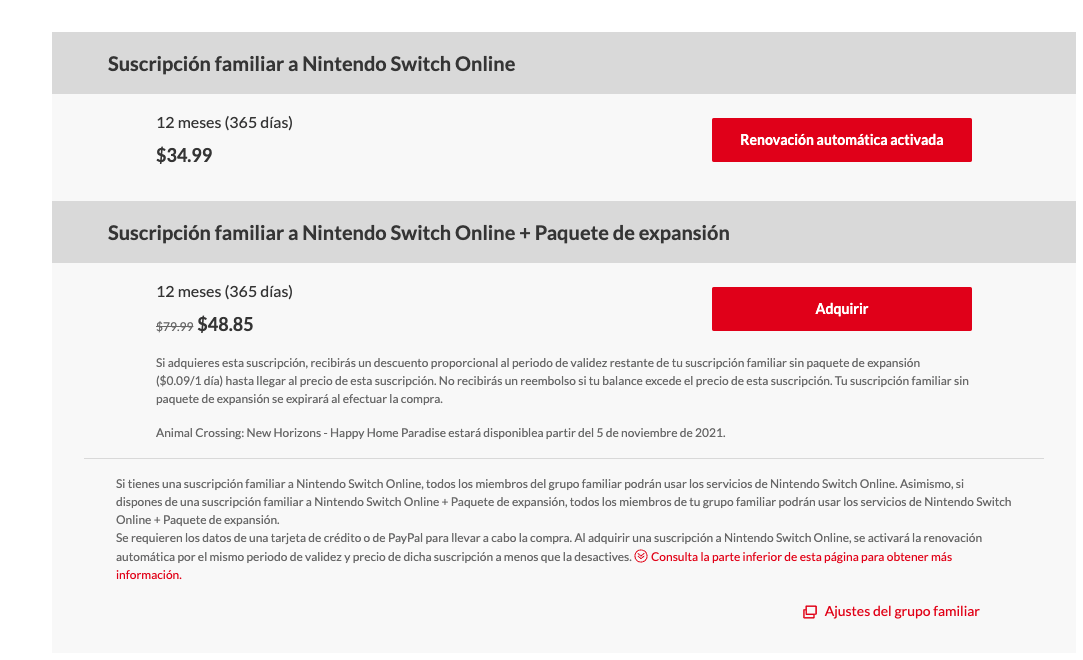 Suscripción familiar a Nintendo Switch Online
12 meses (365 días)
$34.99
Renovación automática activada
Suscripción familiar a Nintendo Switch Online + Paquete de expansión
12 meses (365 días)
$79.99 $48.85
Adquirir
Si adquieres esta suscripción, recibirás un descuento proporcional al periodo de validez restante de tu suscripción familiar sin paquete de expansión
($0.09/1 día) hasta llegar al precio de esta suscripción. No recibirás un reembolso si tu balance excede el precio de esta suscripción. Tu suscripción familiar sin
paquete de expansión se expirará al efectuar la compra.
Animal Crossing: New Horizons - Happy Home Paradise estará disponiblea partir del 5 de noviembre de 2021.
Si tienes una suscripción familiar a Nintendo Switch Online, todos los miembros del grupo familiar podrán usar los servicios de Nintendo Switch Online. Asimismo, si
dispones de una suscripción familiar a Nintendo Switch Online + Paquete de expansión, todos los miembros de tu grupo familiar podrán usar los servicios de Nintendo Switch
Online + Paquete de expansión.
Se requieren los datos de una tarjeta de crédito o de PayPal para llevar a cabo la compra. Al adquirir una suscripción a Nintendo Switch Online, se activará la renovación
automática por el mismo periodo de validez y precio de dicha suscripción a menos que la desactives. Consulta la parte inferior de esta página para obtener más
información.
Ajustes del grupo familiar